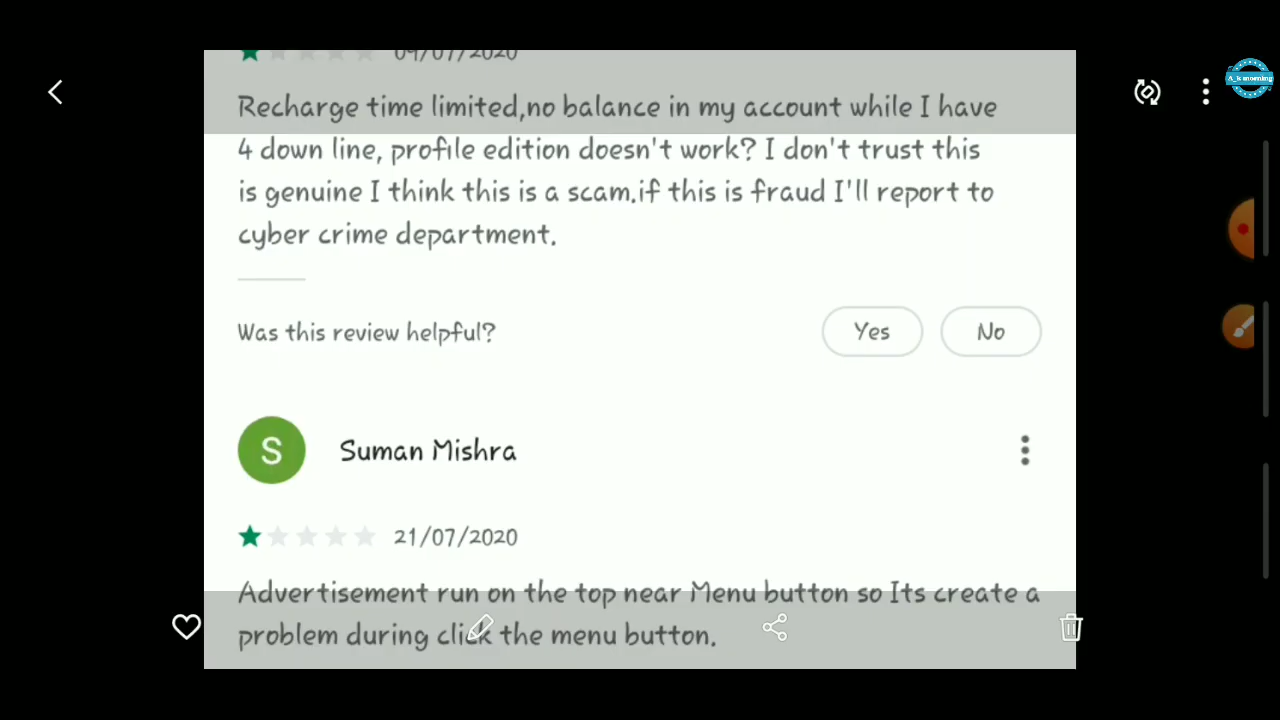 09/07/2020
Recharge time limited,no balance in my account while I have
4 down line, profile edition doesn't work? I don't trust this
is genuine I think this is a scam.if this is fraud I'll report to
cyber crime department.
Was this review helpful?
Yes
No
S
Suman Mishra
21/07/2020
Advertisement run on the top near Menu button so Its create a
problem during click the menu button.